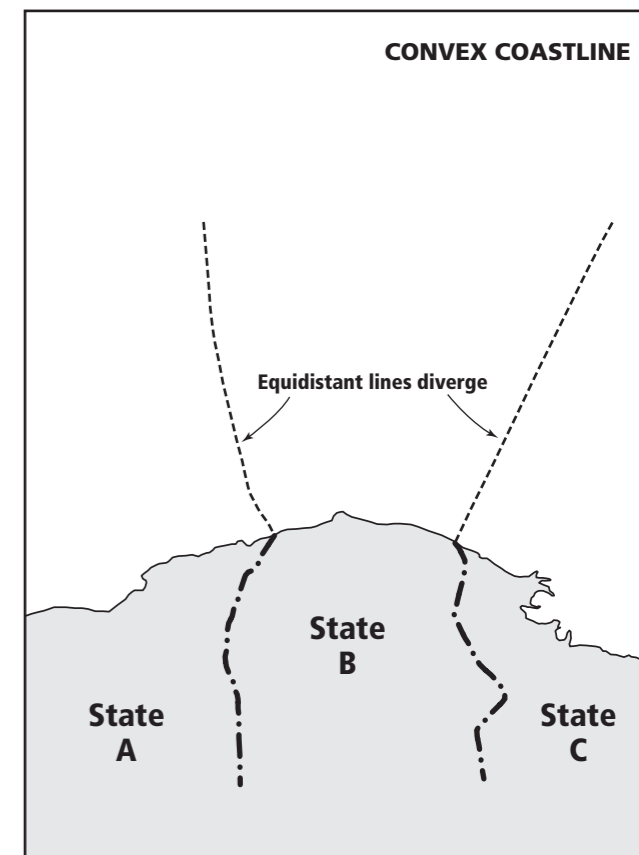 CONVEX COASTLINE
Equidistant lines diverge
State
B
State
A
State
C